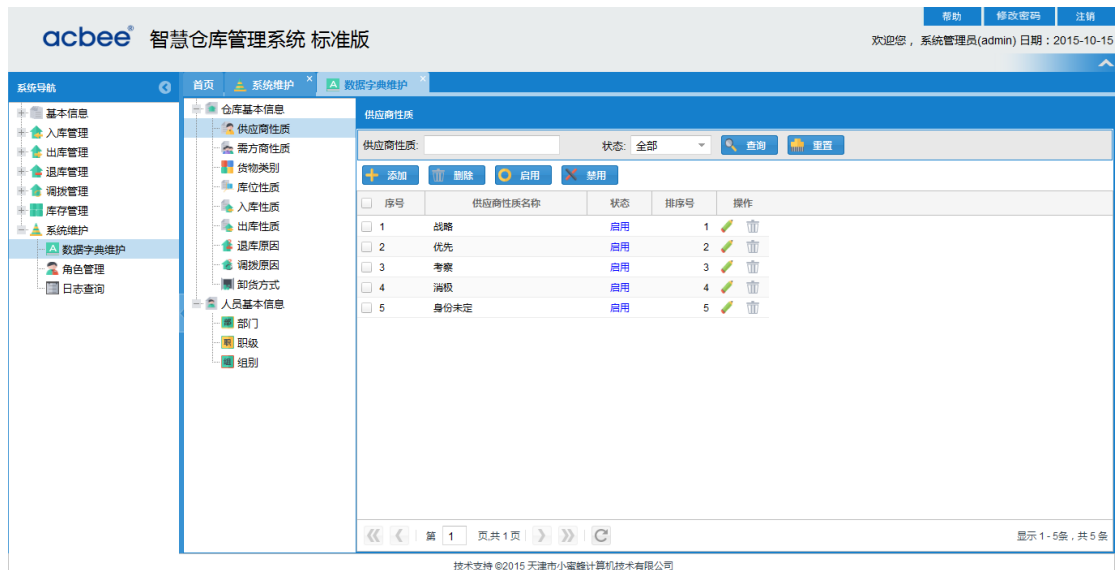 帮助 修改密码 注销
acbee® 智慧仓库管理系统 标准版
欢迎您，系统管理员(admin) 日期：2015-10-15
系统导航
首页 系统维护 × 数据字典维护 ×
基本信息
入库管理
出库管理
退库管理
调拨管理
库存管理
系统维护
数据字典维护
角色管理
日志查询
仓库基本信息
供应商性质
需方商性质
货物类别
库位性质
入库性质
出库性质
退库原因
调拨原因
卸货方式
人员基本信息
部门
职级
组别
供应商性质
供应商性质: 状态: 全部 查询 重置
添加 删除 启用 禁用
序号 供应商性质名称 状态 排序号 操作
1 战略 启用 1
2 优先 启用 2
3 考察 启用 3
4 消极 启用 4
5 身份未定 启用 5
第 1 页,共 1 页
显示 1 - 5条，共 5 条
技术支持 ©2015 天津市小蜜蜂计算机技术有限公司